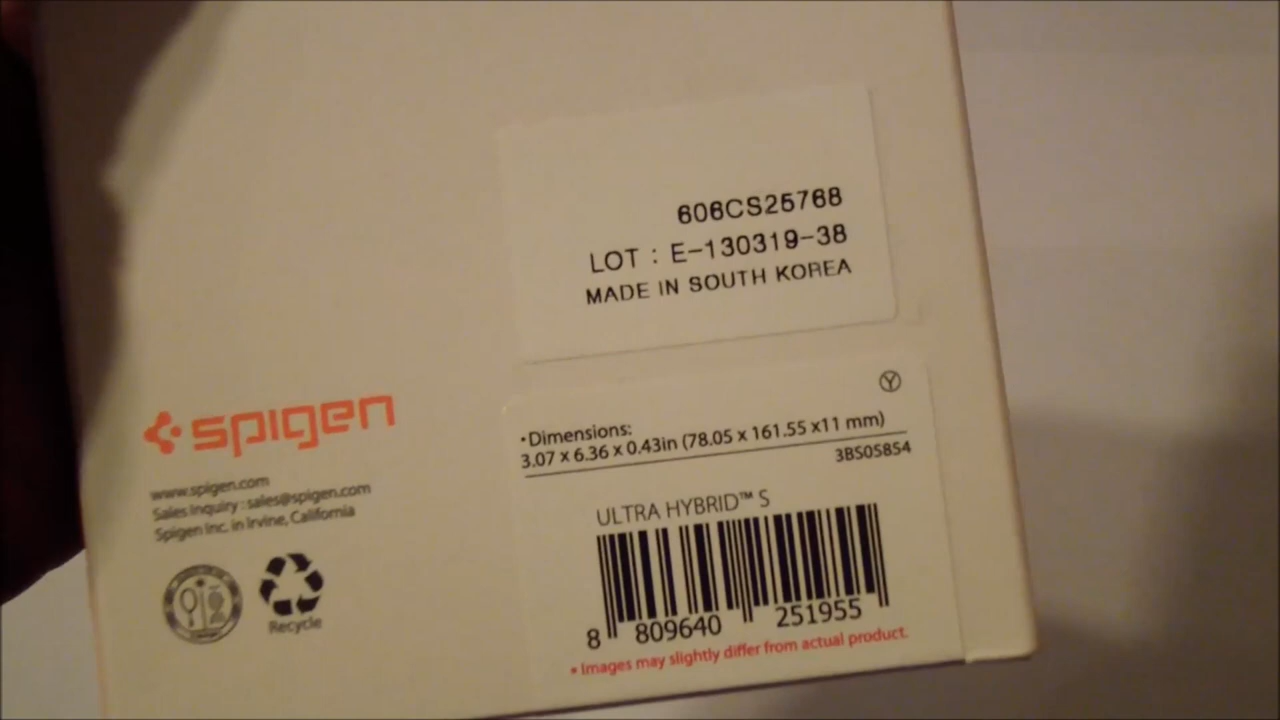 606CS25768
LOT : E-130319-38
MADE IN SOUTH KOREA
spigen
www.spigen.com
Sales Inquiry : sales@spigen.com
Spigen Inc. in Irvine, California
Recycle
Y
•Dimensions:
3.07 x 6.36 x 0.43in (78.05 x 161.55 x11 mm)
3BS05854
ULTRA HYBRID™ S
8 809640 251955
• Images may slightly differ from actual product.